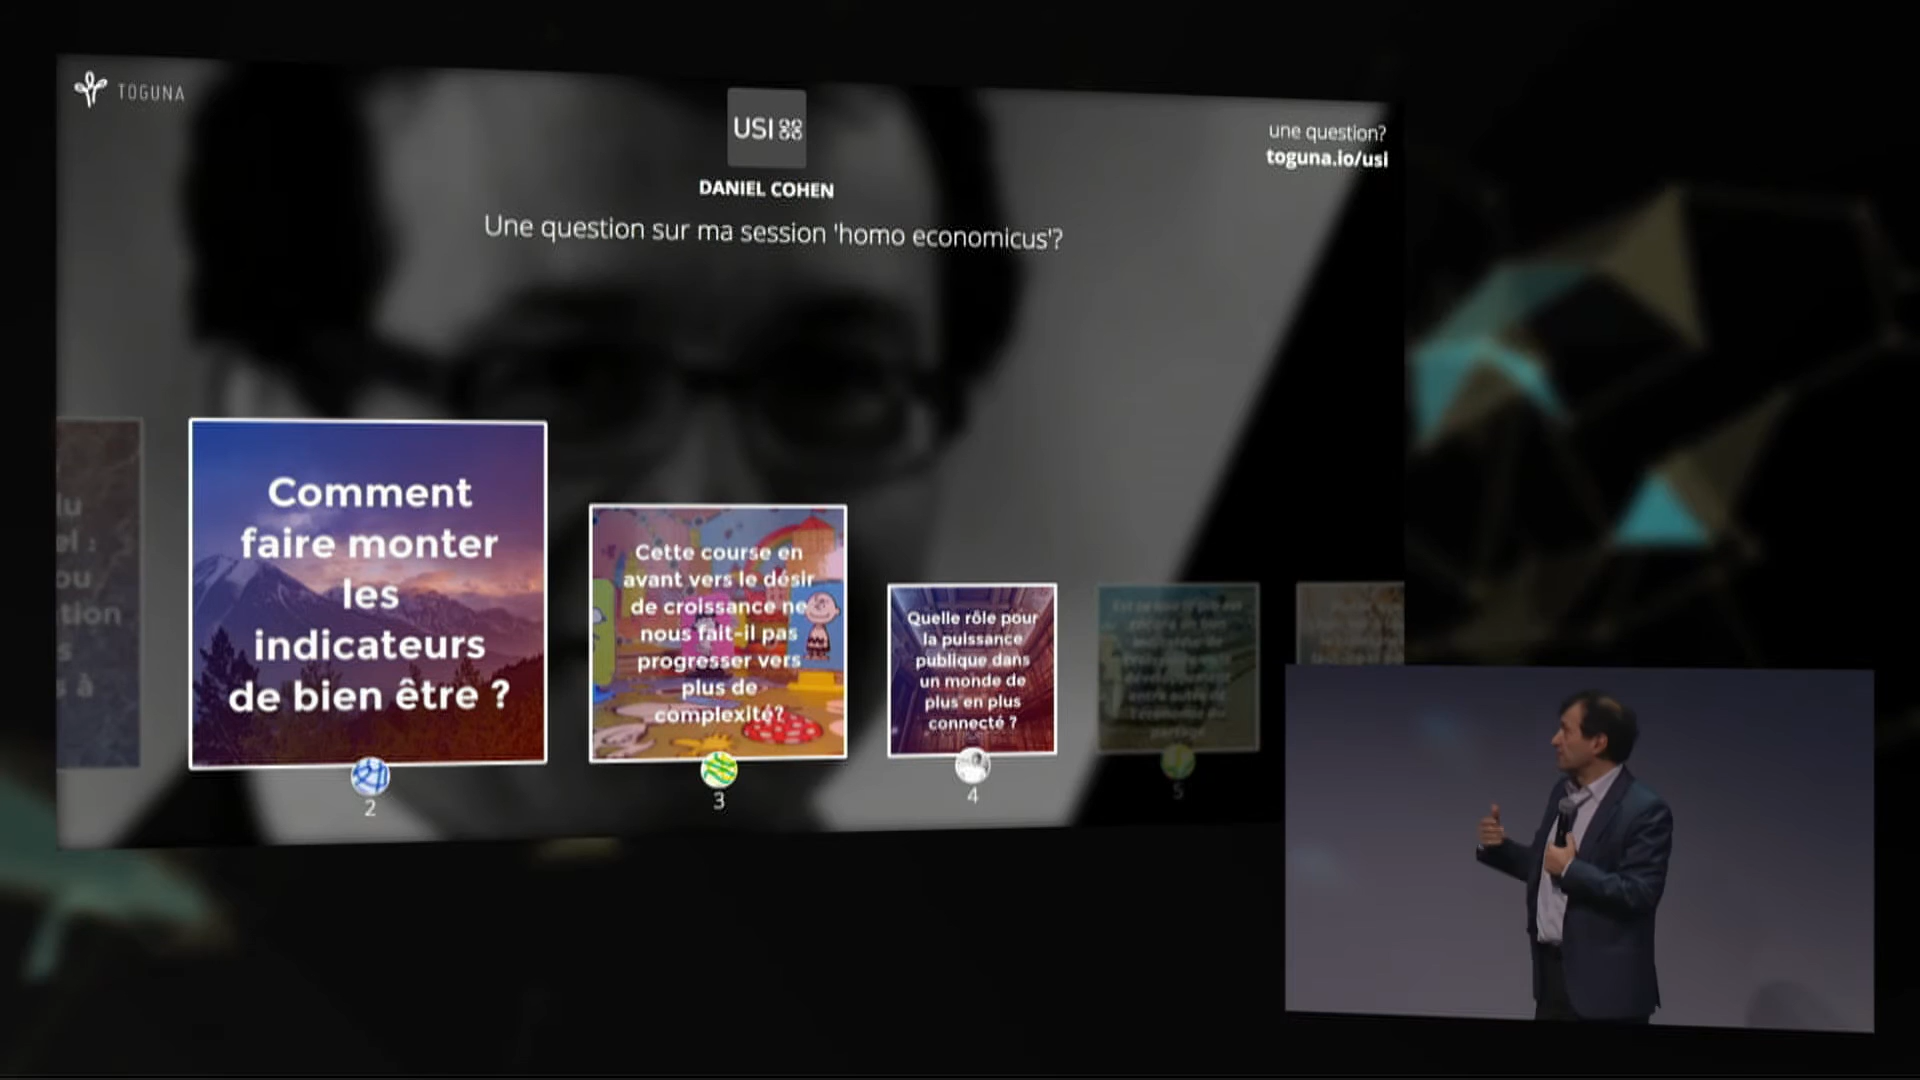 TOGUNA
USI
DANIEL COHEN
Une question sur ma session 'homo economicus'?
une question?
toguna.io/usi
Comment
faire monter
les
indicateurs
de bien être ?
2
Cette course en
avant vers le désir
de croissance ne
nous fait-il pas
progresser vers
plus de
complexité?
3
Quelle rôle pour
la puissance
publique dans
un monde de
plus en plus
connecté ?
4
5